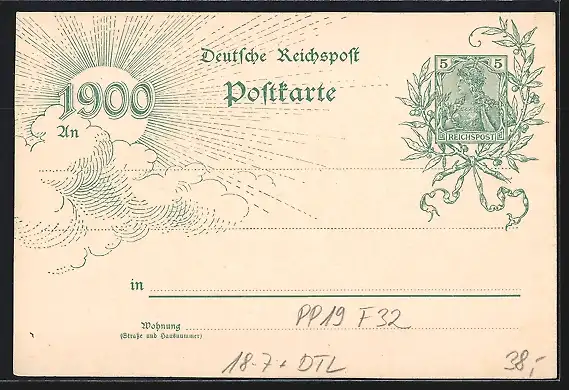 Deutsche Reichspost
Postkarte
1900
An
5 5
REICHSPOST
in
Wohnung
(Straße und Hausnummer)
PP19 F32
18-7+ DTL
38,-